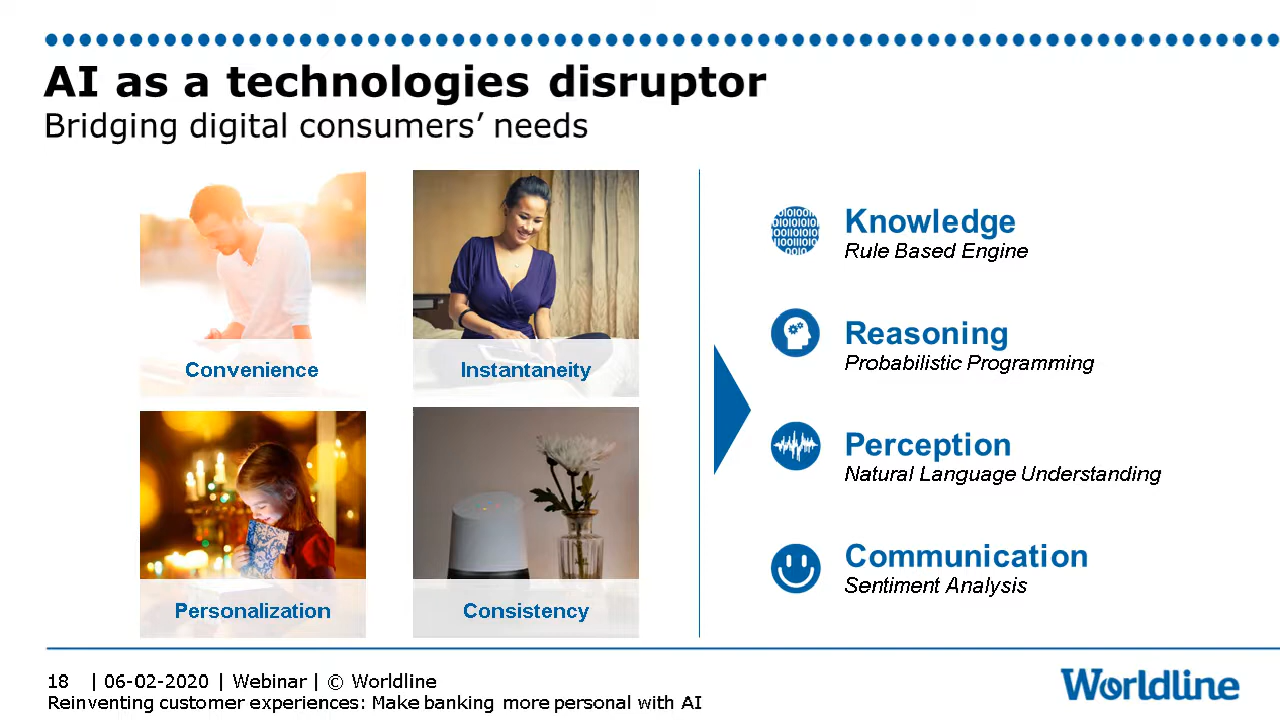 AI as a technologies disruptor
Bridging digital consumers’ needs
Convenience
Instantaneity
Personalization
Consistency
Knowledge
Rule Based Engine
Reasoning
Probabilistic Programming
Perception
Natural Language Understanding
Communication
Sentiment Analysis
18 | 06-02-2020 | Webinar | © Worldline
Reinventing customer experiences: Make banking more personal with AI
Worldline